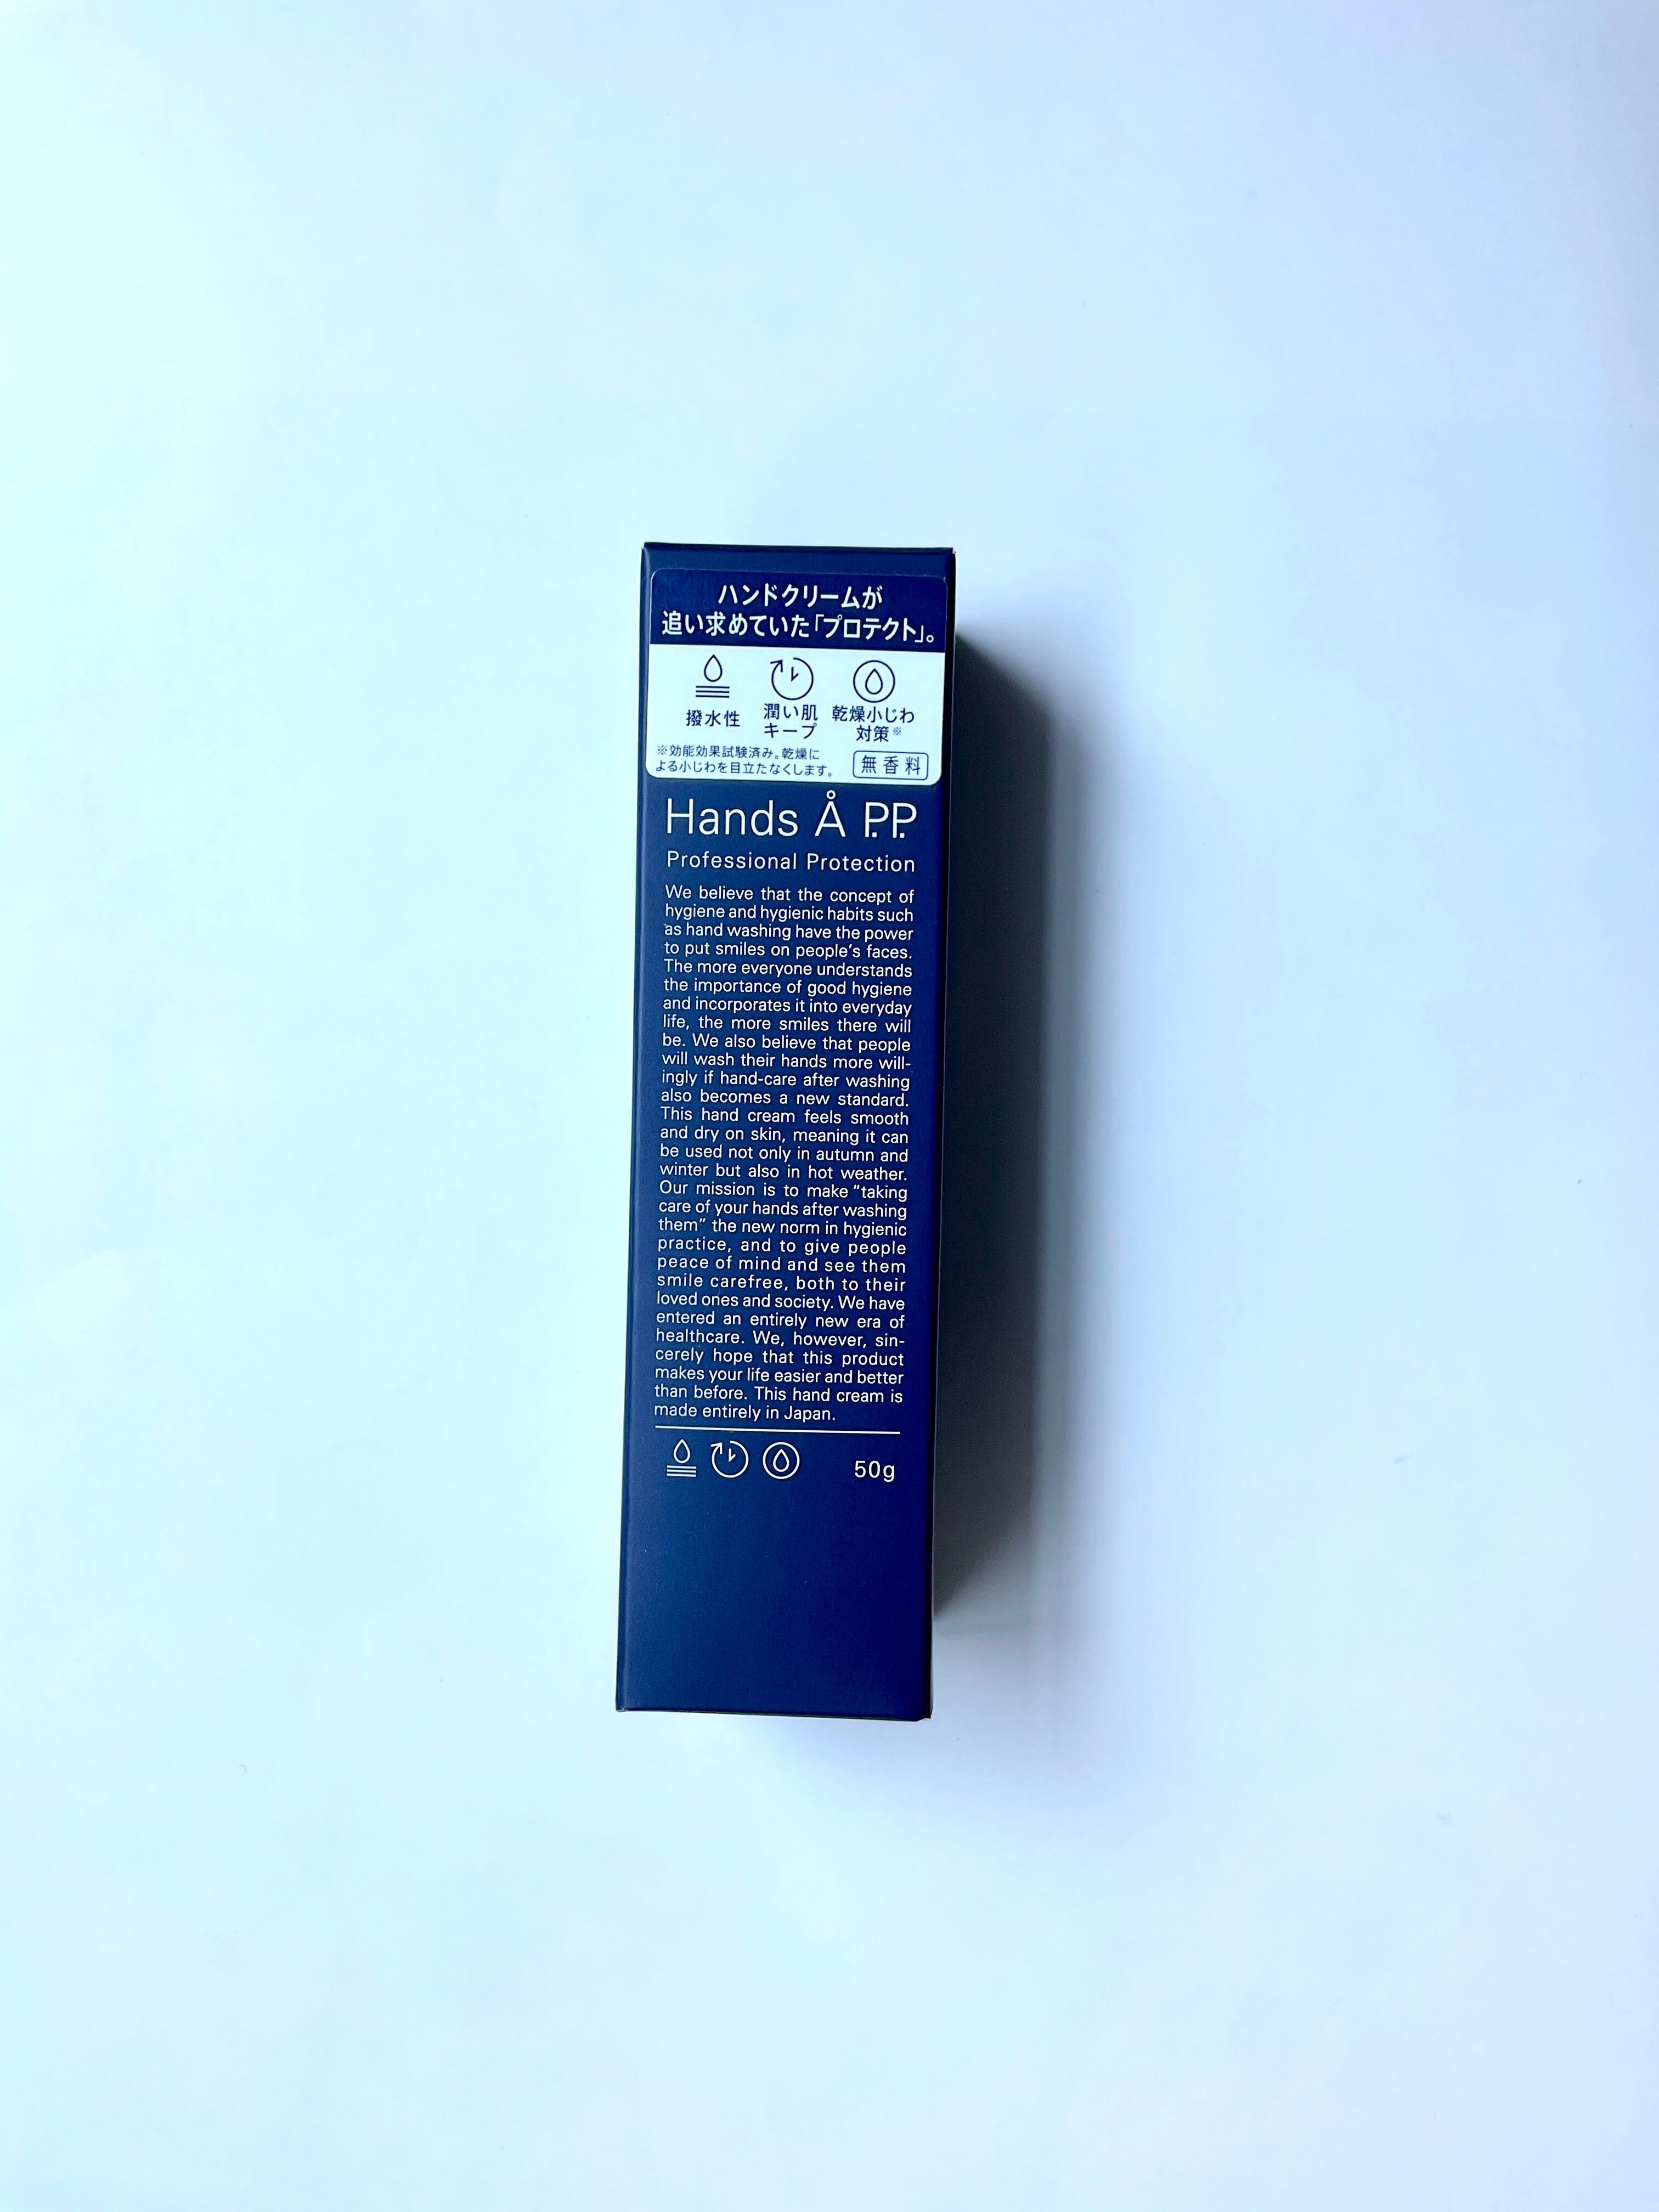 ハンドクリームが
追い求めていた「プロテクト」。
撥水性
潤い肌
キープ
乾燥小じわ
対策※
※効能効果試験済み。乾燥に
よる小じわを目立たなくします。
無香料
Hands Å P.P.
Professional Protection
We believe that the concept of
hygiene and hygienic habits such
as hand washing have the power
to put smiles on people's faces.
The more everyone understands
the importance of good hygiene
and incorporates it into everyday
life, the more smiles there will
be. We also believe that people
will wash their hands more will-
ingly if hand-care after washing
also becomes a new standard.
This hand cream feels smooth
and dry on skin, meaning it can
be used not only in autumn and
winter but also in hot weather.
Our mission is to make “taking
care of your hands after washing
them” the new norm in hygienic
practice, and to give people
peace of mind and see them
smile carefree, both to their
loved ones and society. We have
entered an entirely new era of
healthcare. We, however, sin-
cerely hope that this product
makes your life easier and better
than before. This hand cream is
made entirely in Japan.
50g